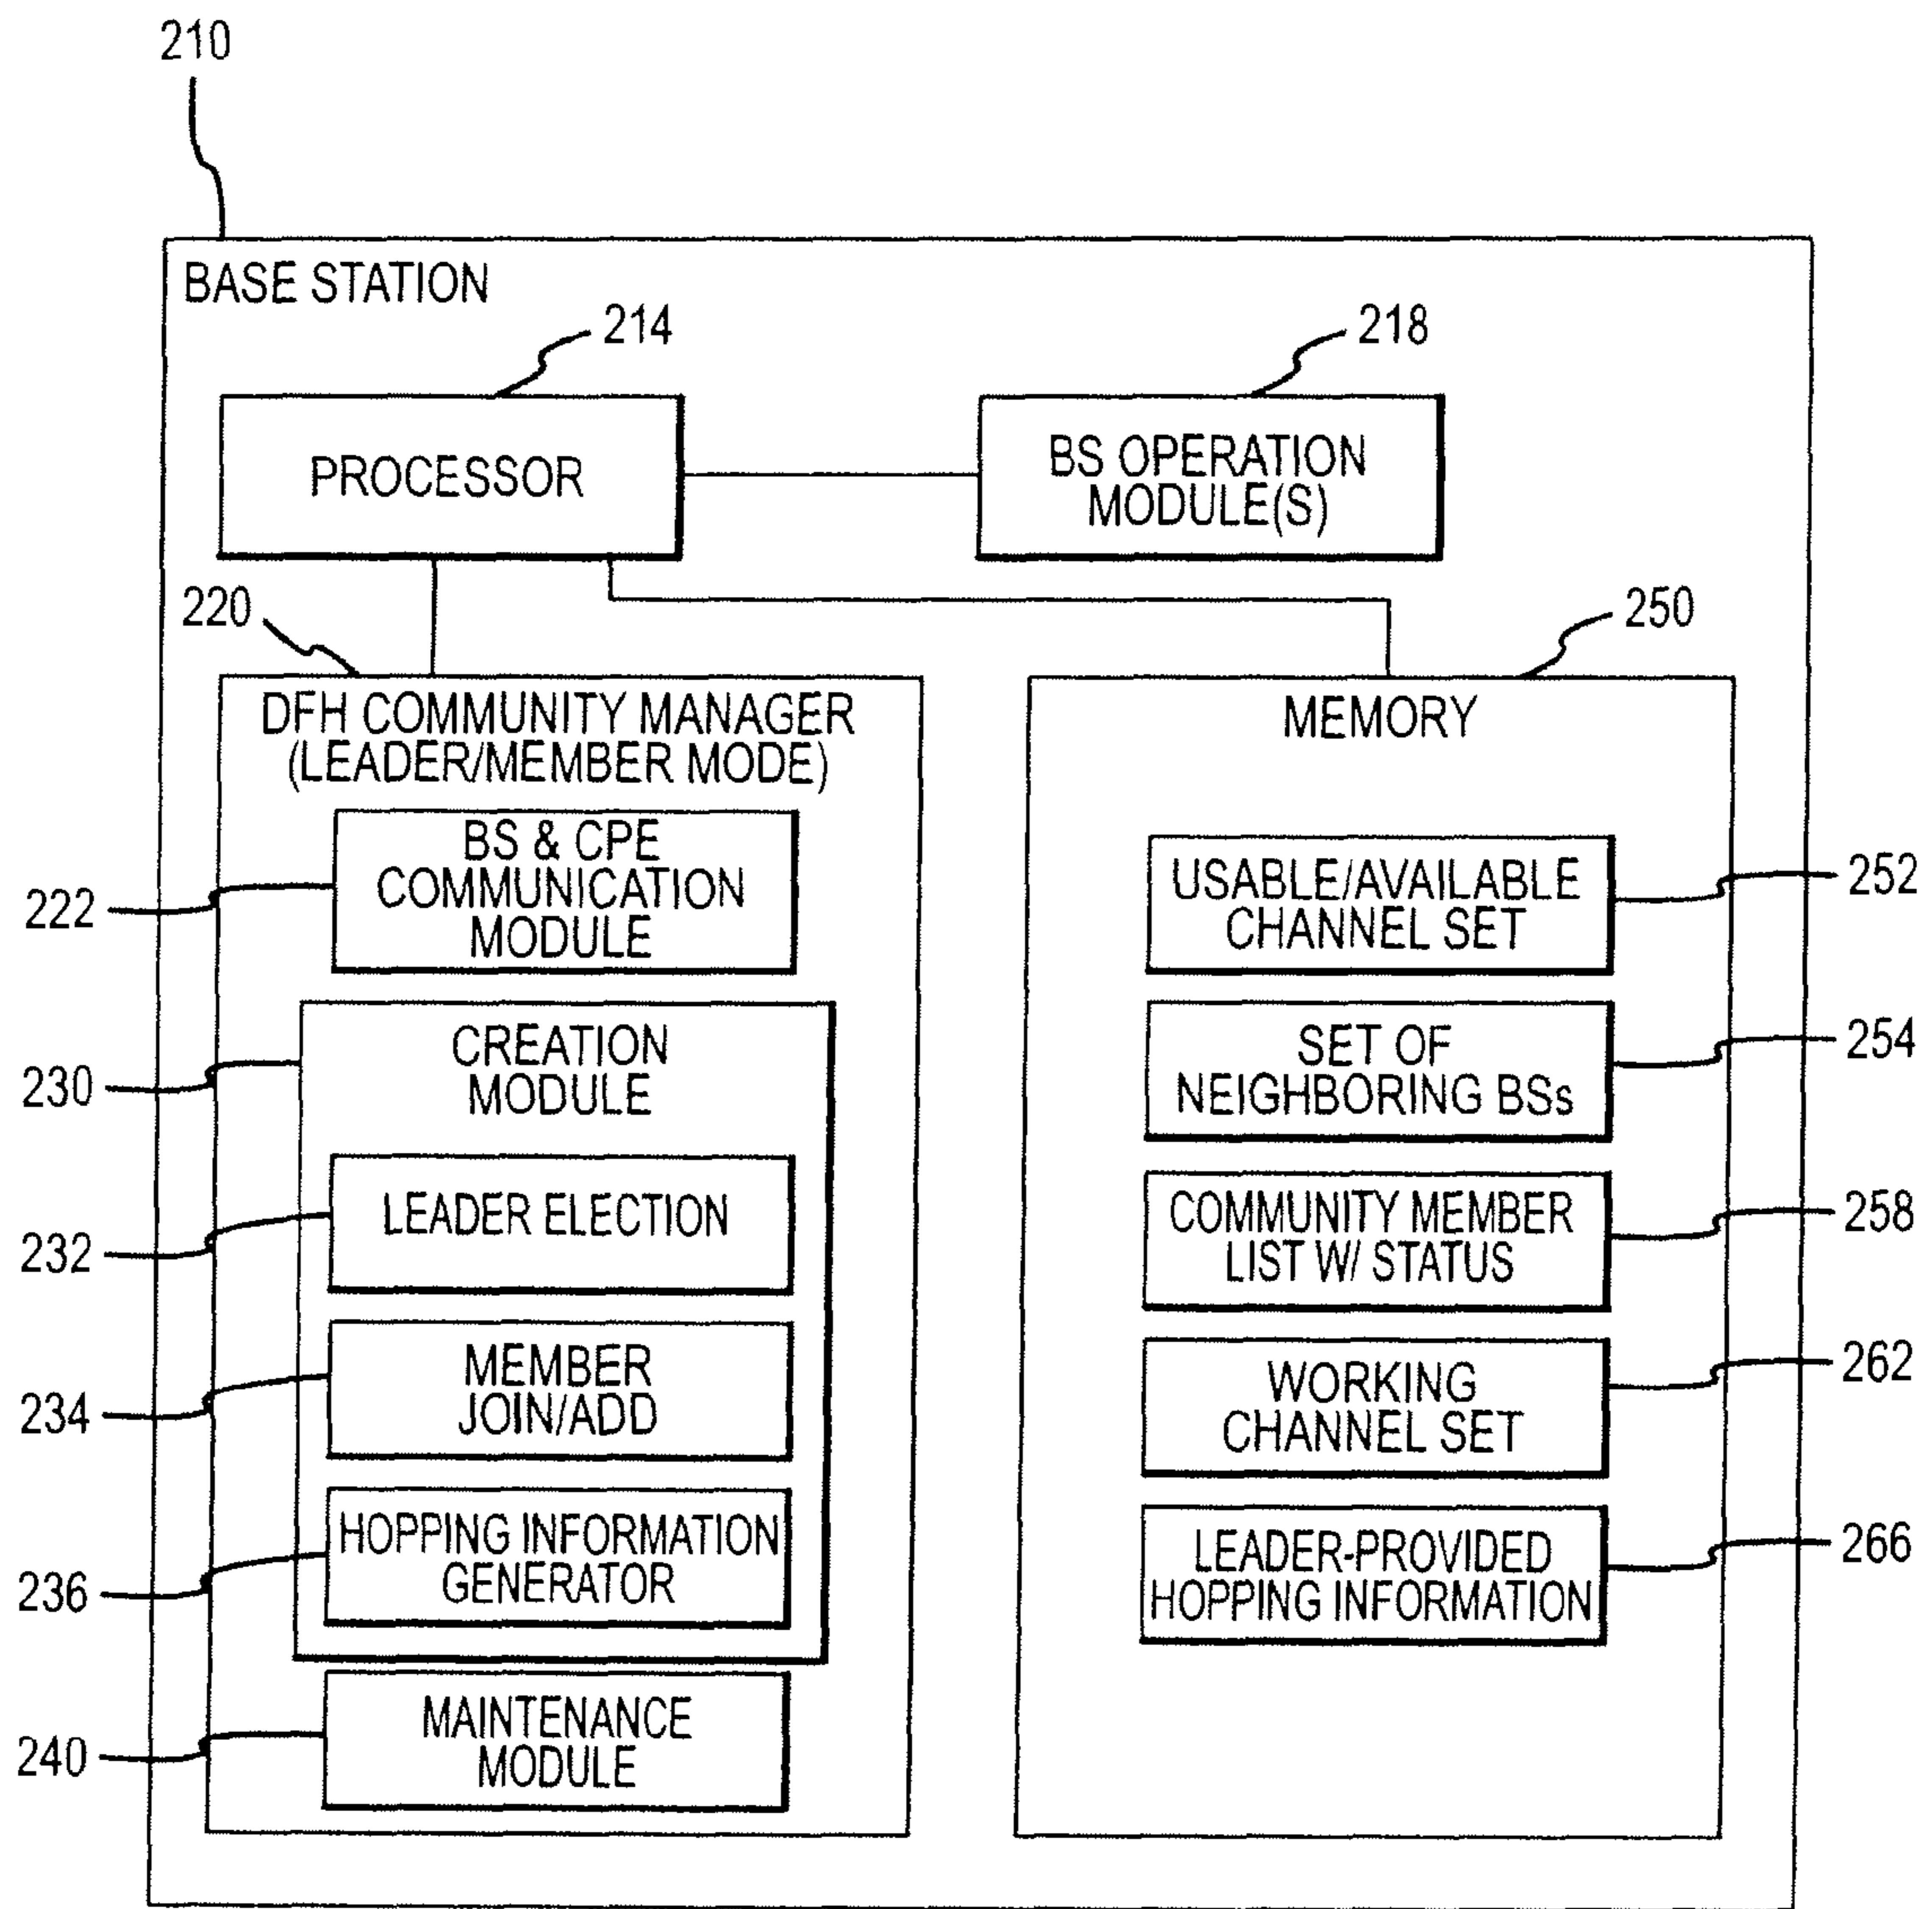 210
BASE STATION
214
218
PROCESSOR
BS OPERATION
MODULE(S)
220
250
DFH COMMUNITY MANAGER
(LEADER/MEMBER MODE)
MEMORY
BS & CPE
COMMUNICATION
MODULE
222
USABLE/AVAILABLE
CHANNEL SET
252
CREATION
MODULE
230
SET OF
NEIGHBORING BSs
254
LEADER ELECTION
232
COMMUNITY MEMBER
LIST W/ STATUS
258
MEMBER
JOIN/ADD
234
WORKING
CHANNEL SET
262
HOPPING INFORMATION
GENERATOR
236
LEADER-PROVIDED
HOPPING INFORMATION
266
MAINTENANCE
MODULE
240